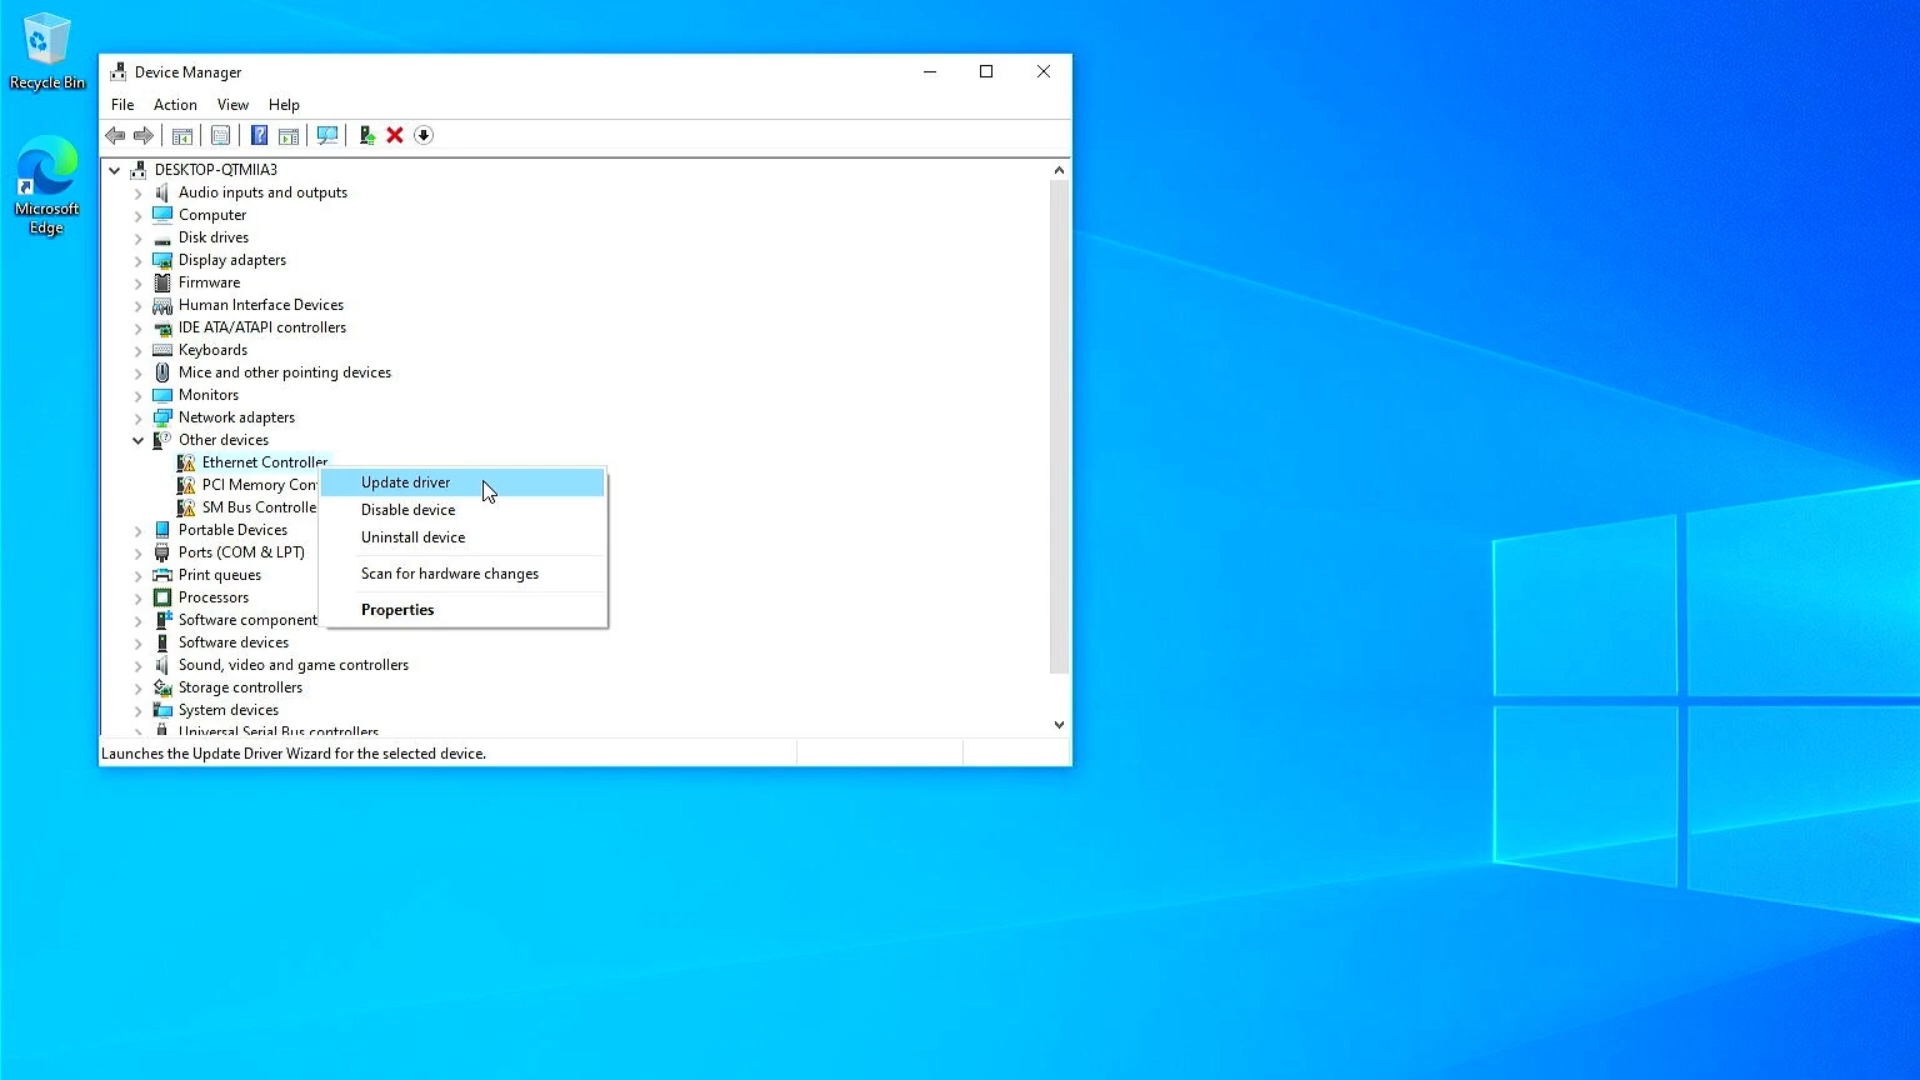 Recycle Bin
Microsoft
Edge
Device Manager
File Action View Help
DESKTOP-QTMIIA3
Audio inputs and outputs
Computer
Disk drives
Display adapters
Firmware
Human Interface Devices
IDE ATA/ATAPI controllers
Keyboards
Mice and other pointing devices
Monitors
Network adapters
Other devices
Ethernet Controller
PCI Memory Con
SM Bus Controlle
Portable Devices
Ports (COM & LPT)
Print queues
Processors
Software component
Software devices
Sound, video and game controllers
Storage controllers
System devices
Universal Serial Bus controllers
Update driver
Disable device
Uninstall device
Scan for hardware changes
Properties
Launches the Update Driver Wizard for the selected device.